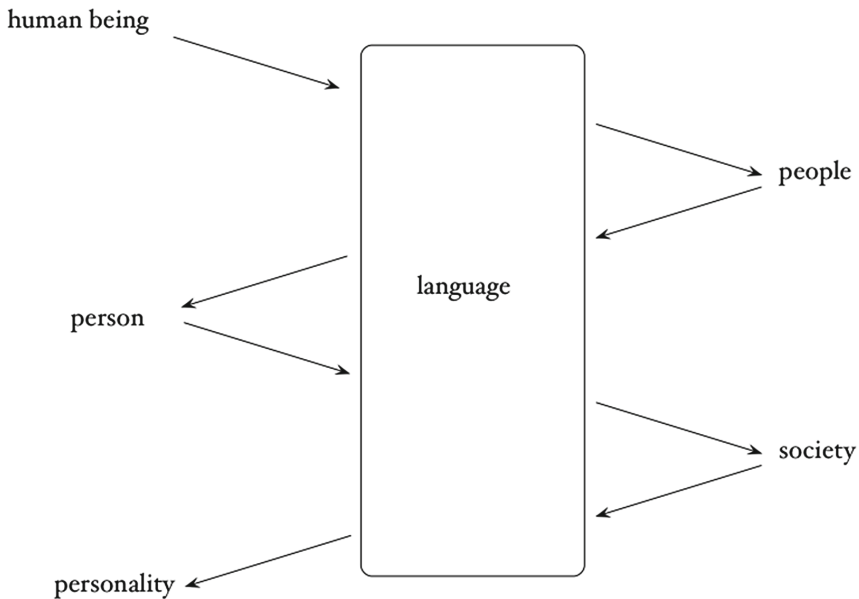 human being
people
language
person
society
personality